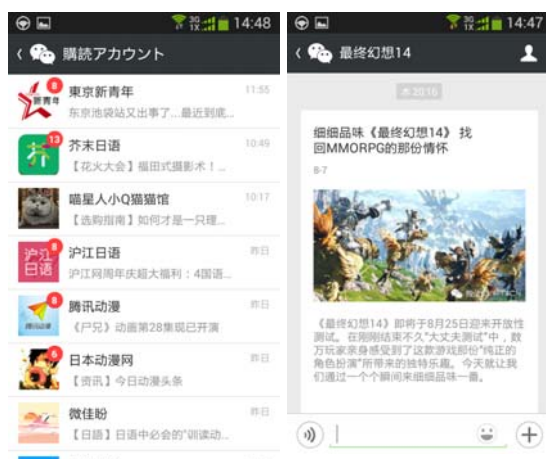 14:48
購読アカウント
8
東京新青年
11:55
东京池袋站又出事了...最近到底...
13
芥末日语
10:49
【花火大会】福田式摄影术！...
喵星人小Q猫猫馆
10:17
【选购指南】如何才是一只理...
8
沪江日语
昨日
沪江网周年庆超大福利：4国语...
8
腾讯动漫
昨日
《尸兄》动画第28集现已开演
6
日本动漫网
昨日
【资讯】今日动漫头条
微佳盼
昨日
【日語】日语中必会的"训读动...
14:47
最终幻想14
20:16
细细品味《最终幻想14》 找
回MMORPG的那份情怀
8-7
《最终幻想14》即将于8月25日迎来开放性
测试。在刚刚结束不久"大丈夫测试"中，数
万玩家亲身感受到了这款游戏那份"纯正的
角色扮演"所带来的独特乐趣。今天就让我
们通过一个个瞬间来细细品味一番。